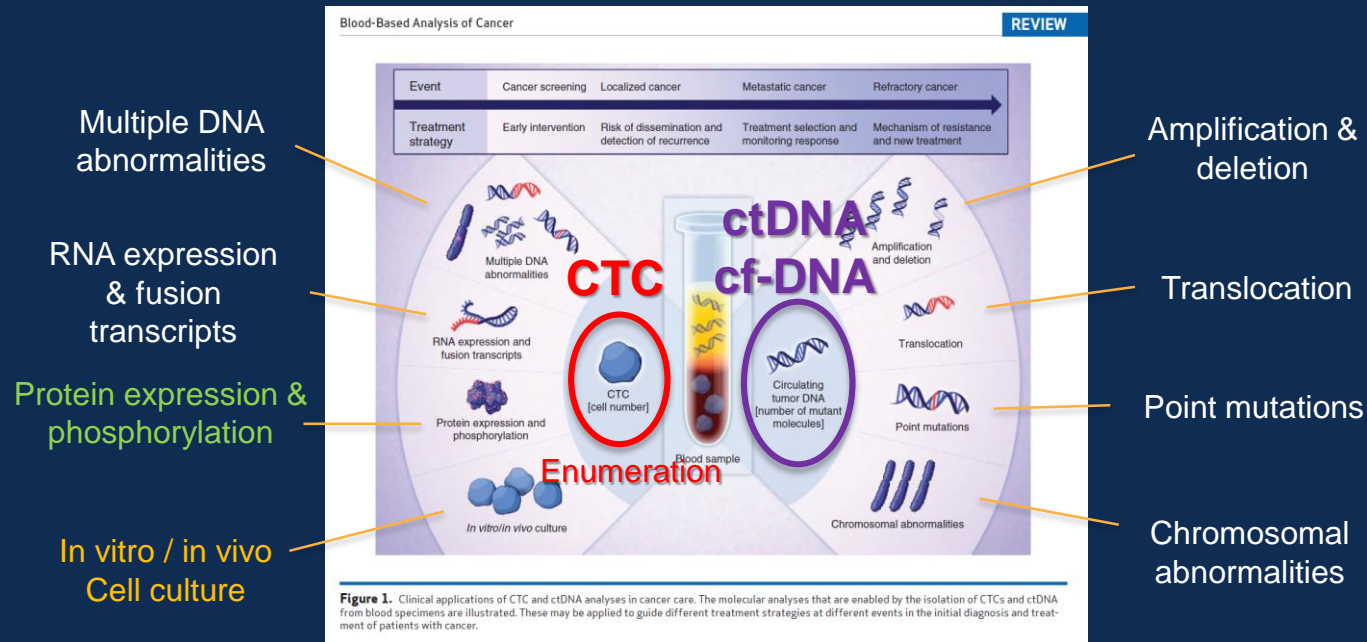 Blood-Based Analysis of Cancer
REVIEW
Event
Cancer screening
Localized cancer
Metastatic cancer
Refractory cancer
Treatment
strategy
Early intervention
Risk of dissemination and
detection of recurrence
Treatment selection and
monitoring response
Mechanism of resistance
and new treatment
Multiple DNA
abnormalities
RNA expression
& fusion
transcripts
Protein expression &
phosphorylation
In vitro / in vivo
Cell culture
Multiple DNA
abnormalities
RNA expression and
fusion transcripts
Protein expression and
phosphorylation
In vitro/in vivo culture
CTC
CTC
[cell number]
Enumeration
Blood sample
ctDNA
cf-DNA
Circulating
tumor DNA
[number of mutant
molecules]
Amplification
and deletion
Translocation
Point mutations
Chromosomal abnormalities
Amplification &
deletion
Translocation
Point mutations
Chromosomal
abnormalities
Figure 1. Clinical applications of CTC and ctDNA analyses in cancer care. The molecular analyses that are enabled by the isolation of CTCs and ctDNA
from blood specimens are illustrated. These may be applied to guide different treatment strategies at different events in the initial diagnosis and treat-
ment of patients with cancer.